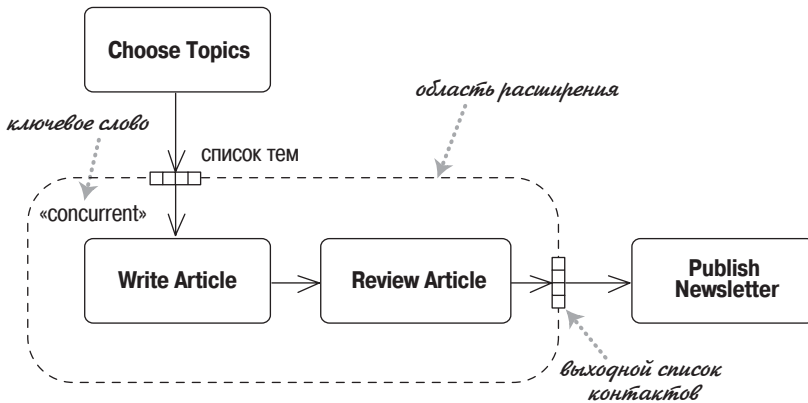 Choose Topics
область расширения
ключевое слово
список тем
«concurrent»
Write Article
Review Article
Publish
Newsletter
выходной список
контактов